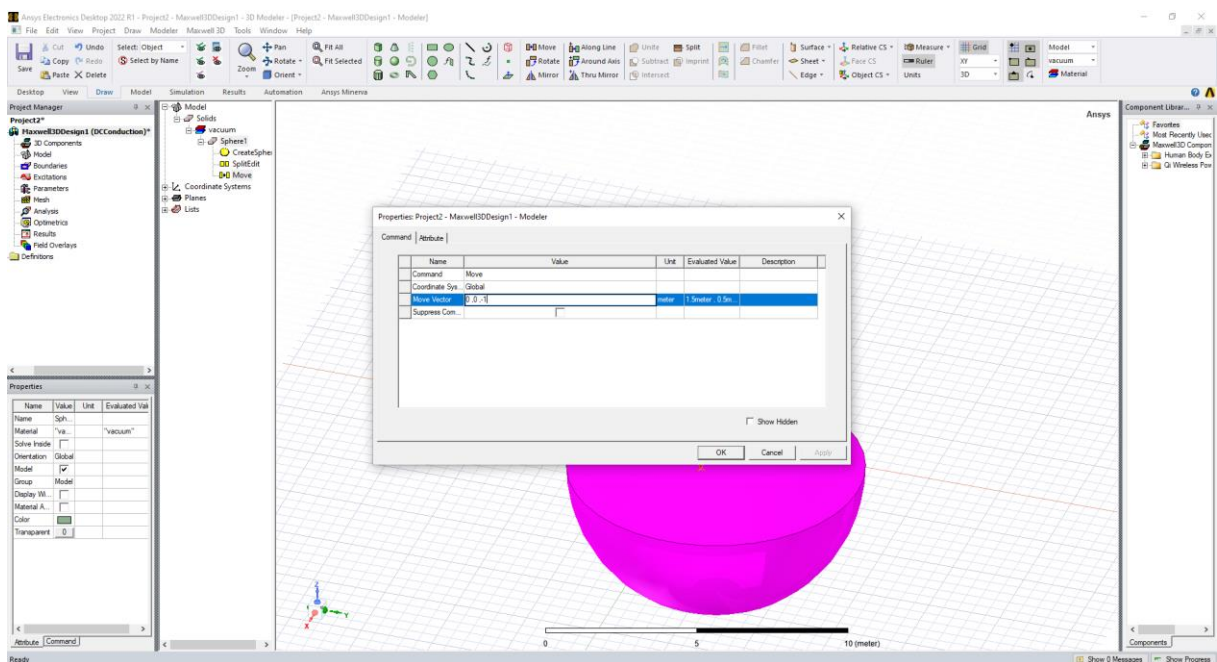 Ansys Electronics Desktop 2022 R1 - Project2 - Maxwell3DDesign1 - 3D Modeler - [Project2 - Maxwell3DDesign1 - Modeler]
File Edit View Project Draw Modeler Maxwell 3D Tools Window Help
Save
Cut Undo Select: Object
Copy Redo Select by Name
Paste Delete
Zoom
Pan
Rotate
Orient
Fit All
Fit Selected
Move Along Line Unite Split Fillet
Rotate Around Axis Subtract Imprint Chamfer
Mirror Thru Mirror Intersect
Surface Relative CS Measure Grid Model
Sheet Face CS Ruler XY vacuum
Edge Object CS Units 3D Material
Desktop View Draw Model Simulation Results Automation Ansys Minerva
Project Manager
Project2*
Maxwell3DDesign1 (DCConduction)*
3D Components
Model
Boundaries
Excitations
Parameters
Mesh
Analysis
Optimetrics
Results
Field Overlays
Definitions
Model
Solids
vacuum
Sphere1
CreateSphe
SplitEdit
Move
Coordinate Systems
Planes
Lists
Ansys
Component Librar...
Favorites
Most Recently Usec
Maxwell3D Compon
Human Body Ex
Qi Wireless Pow
Properties: Project2 - Maxwell3DDesign1 - Modeler
Command Attribute
Name Value Unit Evaluated Value Description
Command Move
Coordinate Sys... Global
Move Vector 0 ,0 ,-1 meter 1.5meter , 0.5m...
Suppress Com...
Show Hidden
OK Cancel Apply
Properties
Name Value Unit Evaluated Val
Name Sph...
Material "va... "vacuum"
Solve Inside
Orientation Global
Model
Group Model
Display Wi...
Material A...
Color
Transparent 0
Attribute Command
Z
Y
X
0 5 10 (meter)
Components
Ready
Show 0 Messages Show Progress